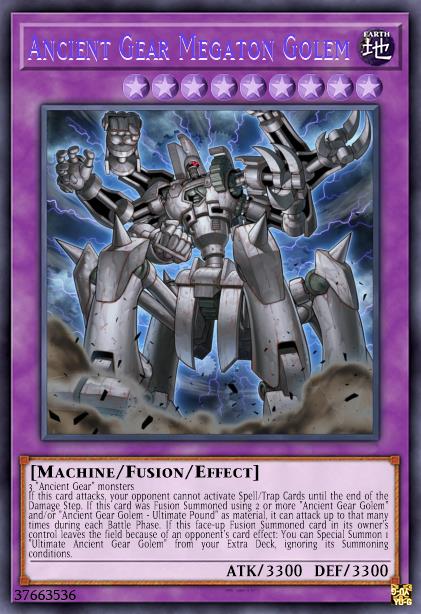 Ancient Gear Megaton Golem
EARTH
地
[Machine/Fusion/Effect]
3 "Ancient Gear" monsters
If this card attacks, your opponent cannot activate Spell/Trap Cards until the end of the
Damage Step. If this card was Fusion Summoned using 2 or more "Ancient Gear Golem"
and/or "Ancient Gear Golem - Ultimate Pound" as material, it can attack up to that many
times during each Battle Phase. If this face-up Fusion Summoned card in its owner's
control leaves the field because of an opponent's card effect: You can Special Summon 1
"Ultimate Ancient Gear Golem" from your Extra Deck, ignoring its Summoning
conditions.
ATK/3300 DEF/3300
37663536